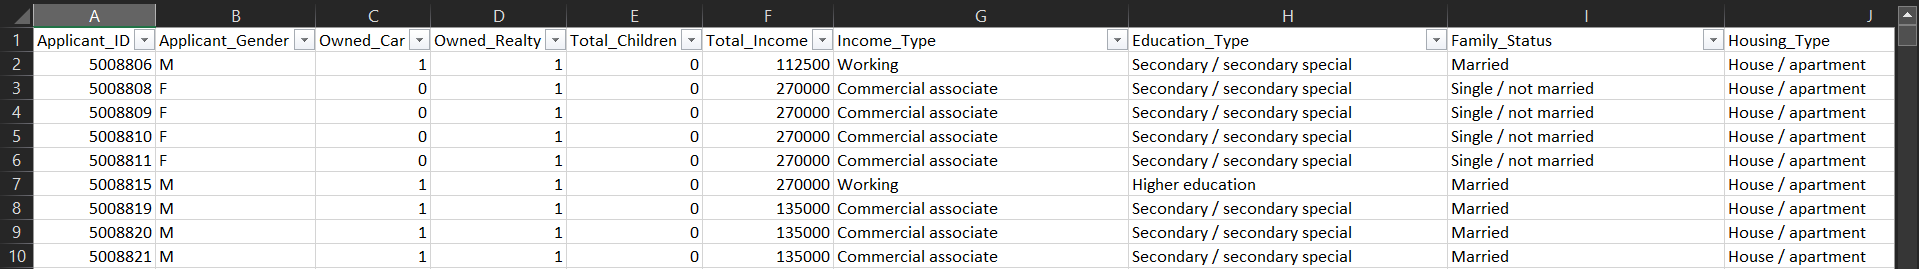 A B C D E F G H I J
1 Applicant_ID Applicant_Gender Owned_Car Owned_Realty Total_Children Total_Income Income_Type Education_Type Family_Status Housing_Type
2 5008806 M 1 1 0 112500 Working Secondary / secondary special Married House / apartment
3 5008808 F 0 1 0 270000 Commercial associate Secondary / secondary special Single / not married House / apartment
4 5008809 F 0 1 0 270000 Commercial associate Secondary / secondary special Single / not married House / apartment
5 5008810 F 0 1 0 270000 Commercial associate Secondary / secondary special Single / not married House / apartment
6 5008811 F 0 1 0 270000 Commercial associate Secondary / secondary special Single / not married House / apartment
7 5008815 M 1 1 0 270000 Working Higher education Married House / apartment
8 5008819 M 1 1 0 135000 Commercial associate Secondary / secondary special Married House / apartment
9 5008820 M 1 1 0 135000 Commercial associate Secondary / secondary special Married House / apartment
10 5008821 M 1 1 0 135000 Commercial associate Secondary / secondary special Married House / apartment